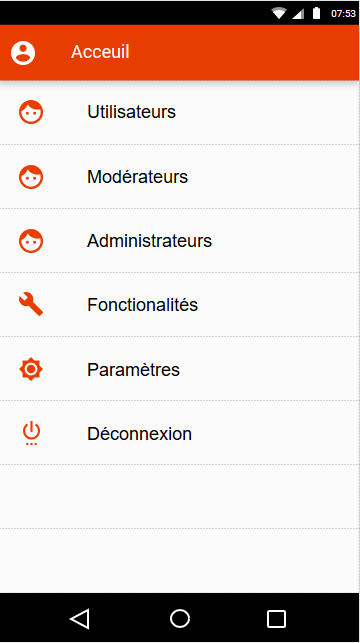 07:53
Acceuil
Utilisateurs
Modérateurs
Administrateurs
Fonctionalités
Paramètres
Déconnexion